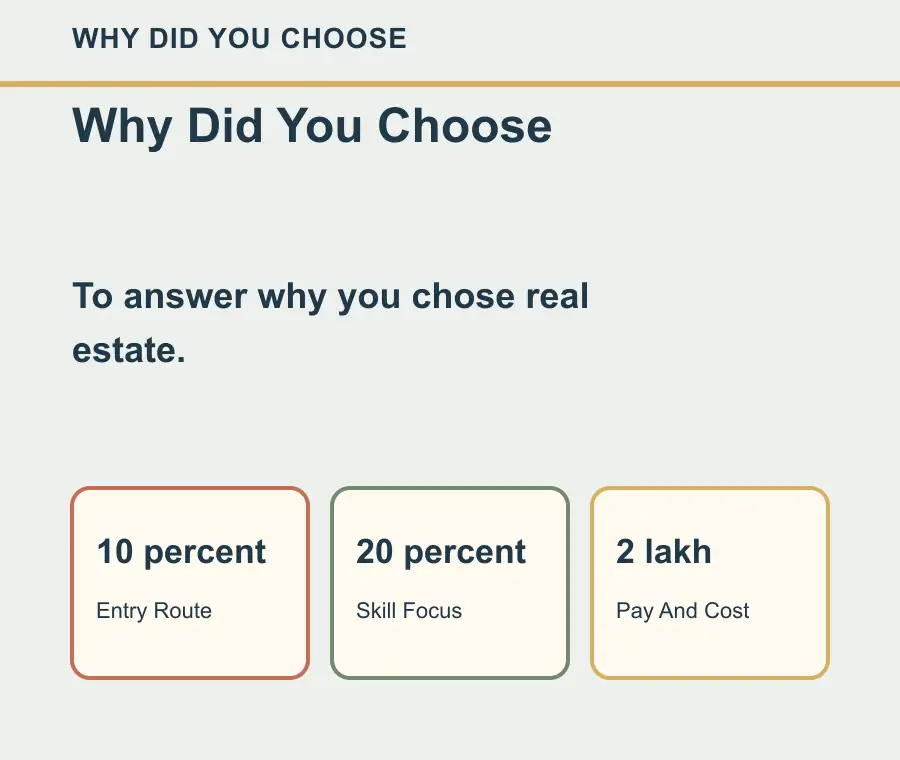 WHY DID YOU CHOOSE
Why Did You Choose
To answer why you chose real
estate.
10 percent
Entry Route
20 percent
Skill Focus
2 lakh
Pay And Cost